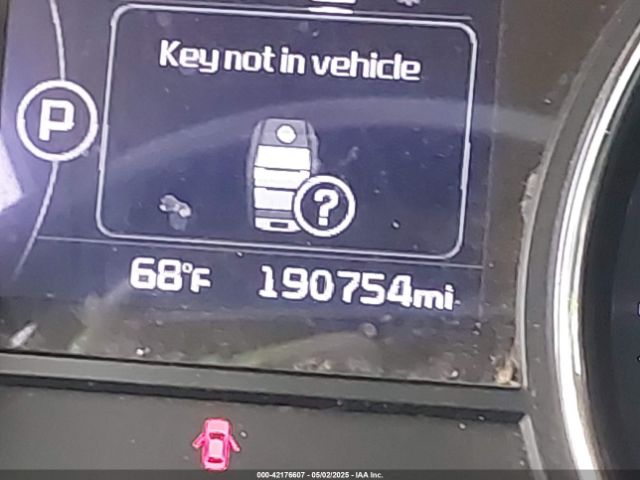 Key not in vehicle
P
?
68°F 190754mi
000-42176607 - 05/02/2025 - IAA Inc.